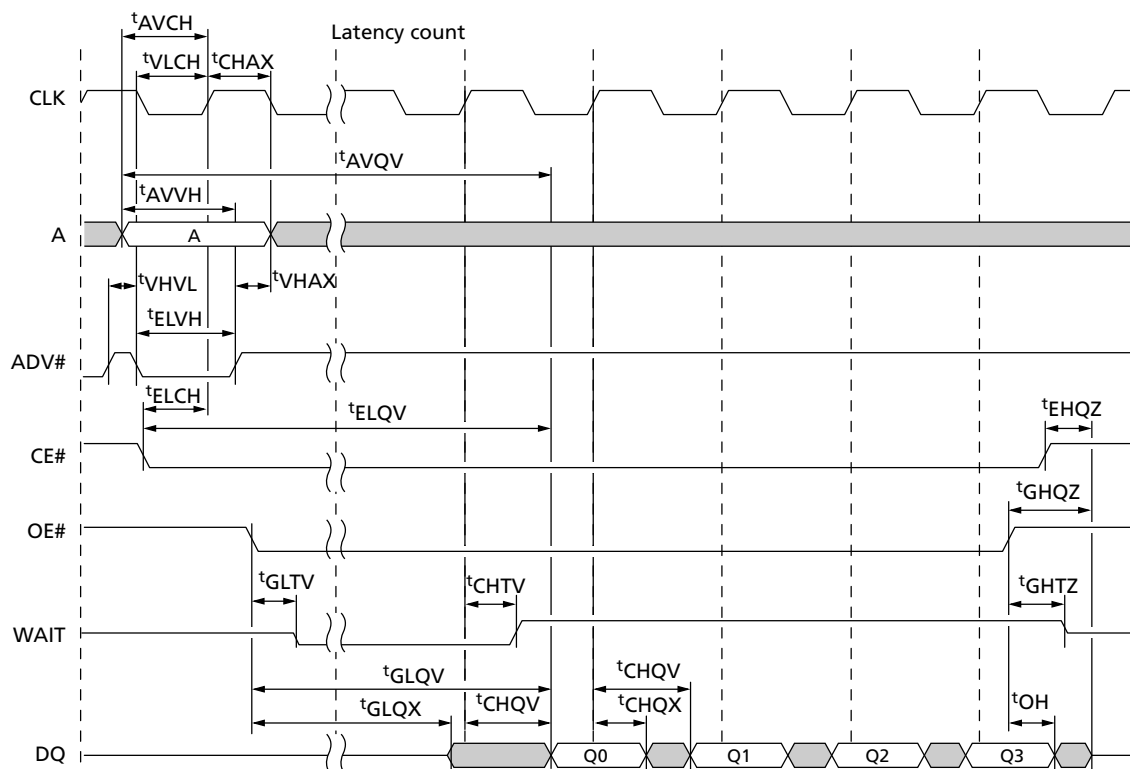 tAVCH
Latency count
tVLCH tCHAX
CLK
tAVQV
tAVVH
A A
tVHVL tVHAX
tELVH
ADV#
tELCH
tELQV
tEHQZ
CE#
tGHQZ
OE#
tGLTV tCHTV tGHTZ
WAIT
tGLQV tCHQV
tGLQX tCHQV tCHQX tOH
DQ Q0 Q1 Q2 Q3